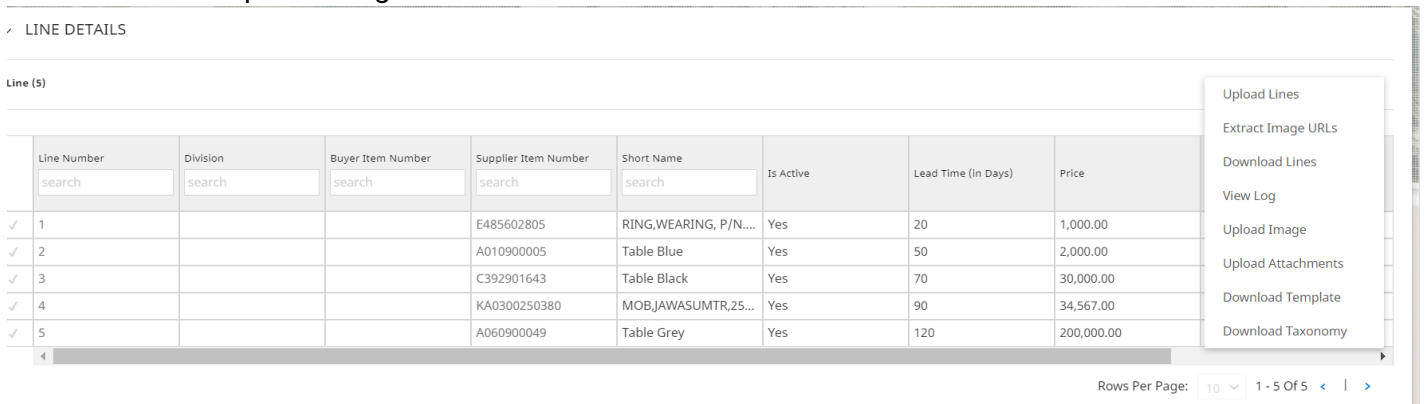 LINE DETAILS
Line (5)
Upload Lines
Extract Image URLs
Download Lines
View Log
Upload Image
Upload Attachments
Download Template
Download Taxonomy
Line Number Division Buyer Item Number Supplier Item Number Short Name Is Active Lead Time (in Days) Price
search search search search search
1 E485602805 RING,WEARING, P/N.... Yes 20 1,000.00
2 A010900005 Table Blue Yes 50 2,000.00
3 C392901643 Table Black Yes 70 30,000.00
4 KA0300250380 MOB,JAWASUMTR,25... Yes 90 34,567.00
5 A060900049 Table Grey Yes 120 200,000.00
Rows Per Page: 10 1 - 5 Of 5 < | >